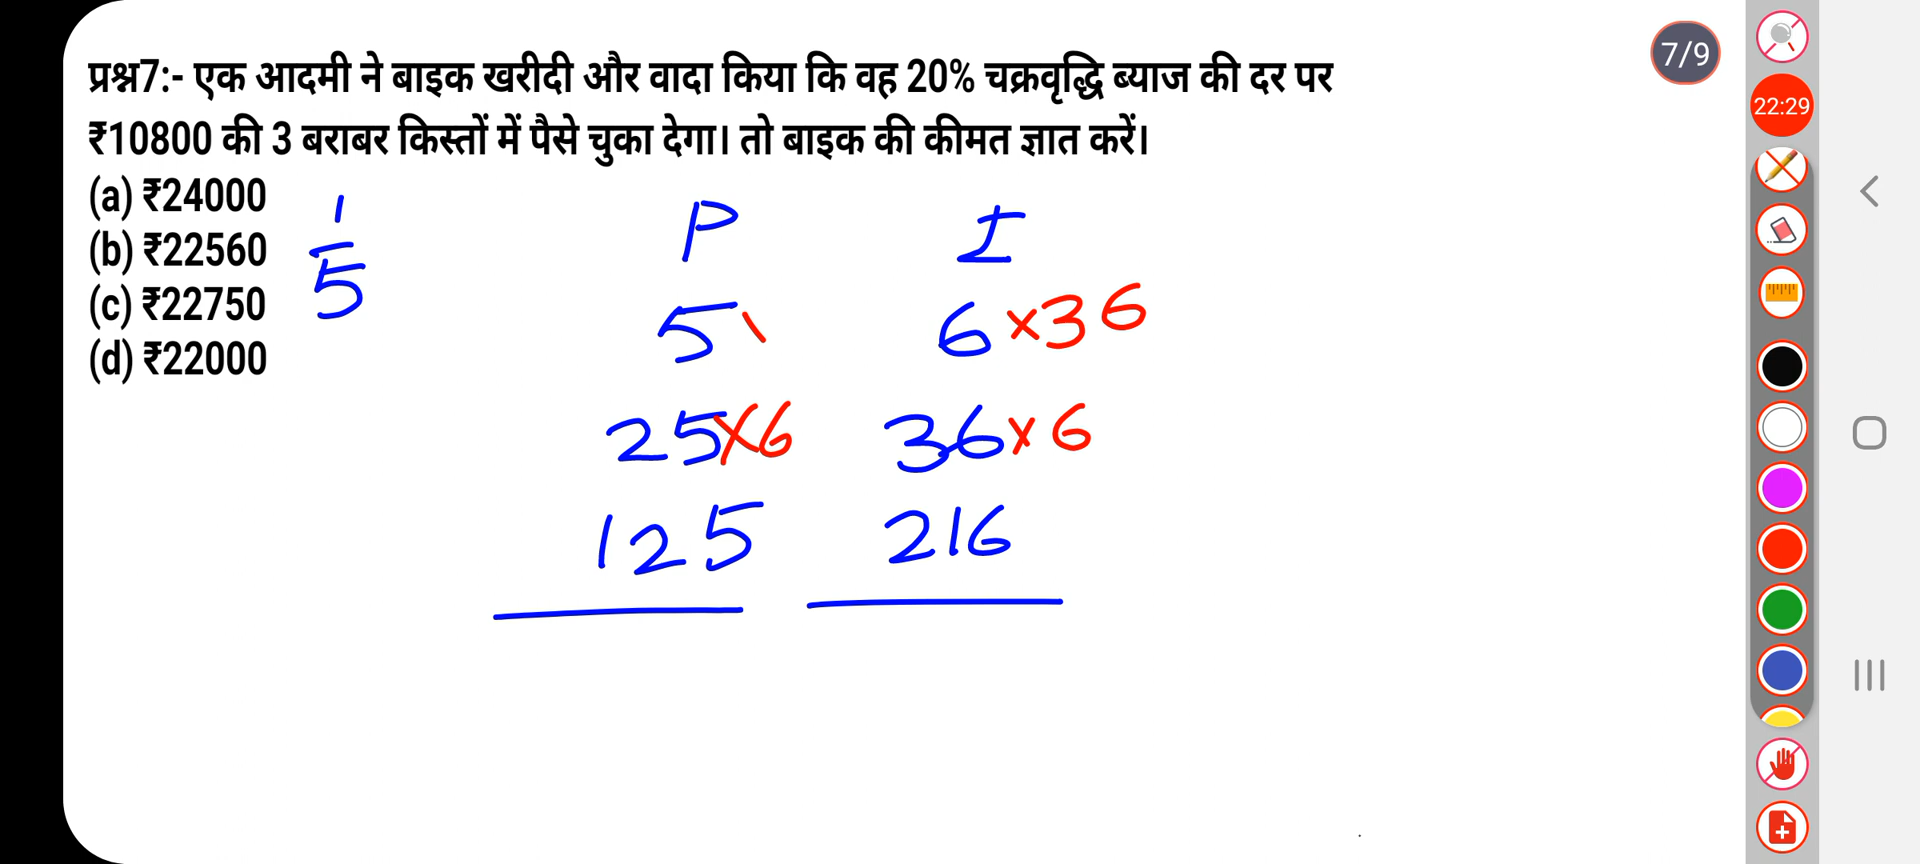 प्रश्न7:- एक आदमी ने बाइक खरीदी और वादा किया कि वह 20% चक्रवृद्धि ब्याज की दर पर
₹10800 की 3 बराबर किस्तों में पैसे चुका देगा। तो बाइक की कीमत ज्ञात करें।
(a) ₹24000
(b) ₹22560
(c) ₹22750
(d) ₹22000
1
5
P I
5 6 ×36
25×6 36×6
125 216
7/9
22:29